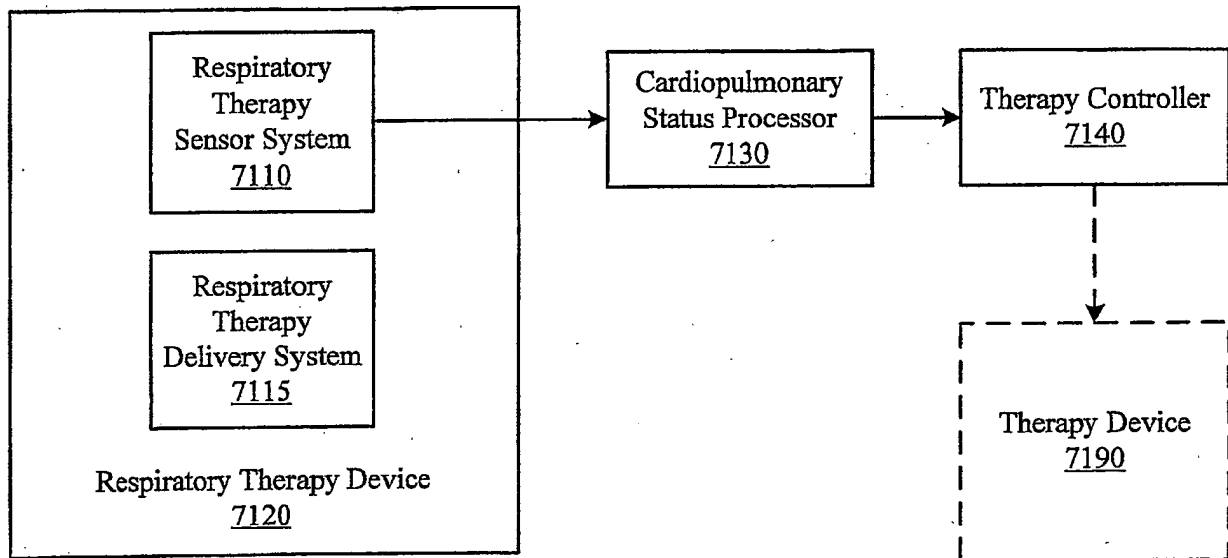 Respiratory
Therapy
Sensor System
7110
Respiratory
Therapy
Delivery System
7115
Respiratory Therapy Device
7120
Cardiopulmonary
Status Processor
7130
Therapy Controller
7140
Therapy Device
7190